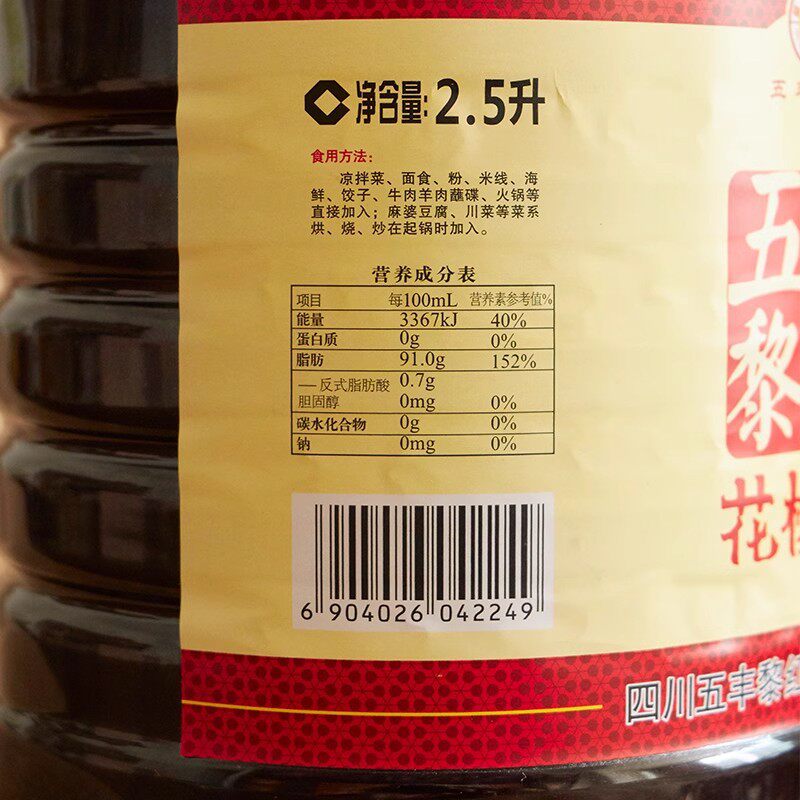 净含量: 2.5升
食用方法：
凉拌菜、面食、粉、米线、海
鲜、饺子、牛肉羊肉蘸碟、火锅等
直接加入；麻婆豆腐、川菜等菜系
烘、烧、炒在起锅时加入。
营养成分表
项目 每100mL 营养素参考值%
能量 3367kJ 40%
蛋白质 0g 0%
脂肪 91.0g 152%
—反式脂肪酸 0.7g
胆固醇 0mg 0%
碳水化合物 0g 0%
钠 0mg 0%
6 904026 042249
五
黎
花
四川五丰黎红